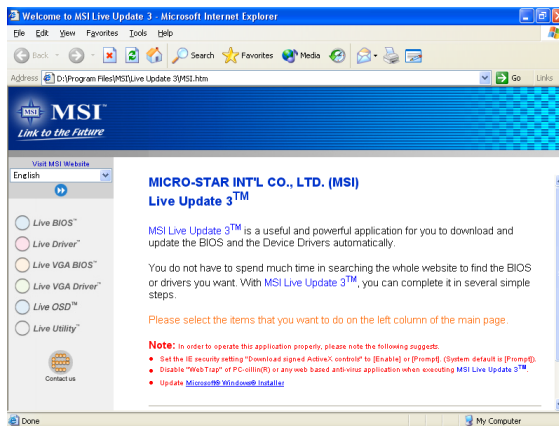 Welcome to MSI Live Update 3 - Microsoft Internet Explorer
File Edit View Favorites Tools Help
Back Search Favorites Media
Address D:\Program Files\MSI\Live Update 3\MSI.htm Go Links
MSI MSI™
Link to the Future
Visit MSI Website
English
Live BIOS™
Live Driver™
Live VGA BIOS™
Live VGA Driver™
Live OSD™
Live Utility™
Contact us
MICRO-STAR INT'L CO., LTD. (MSI)
Live Update 3TM
MSI Live Update 3TM is a useful and powerful application for you to download and
update the BIOS and the Device Drivers automatically.
You do not have to spend much time in searching the whole website to find the BIOS
or drivers you want. With MSI Live Update 3TM, you can complete it in several simple
steps.
Please select the items that you want to do on the left column of the main page.
Note: In order to operate this application properly, please note the following suggests.
Set the IE security setting "Download signed ActiveX controls" to [Enable] or [Prompt]. (System default is [Prompt]).
Disable "WebTrap" of PC-cillin(R) or any web based anti-virus application when executing MSI Live Update 3TM.
Update Microsoft® Windows® Installer
Done My Computer